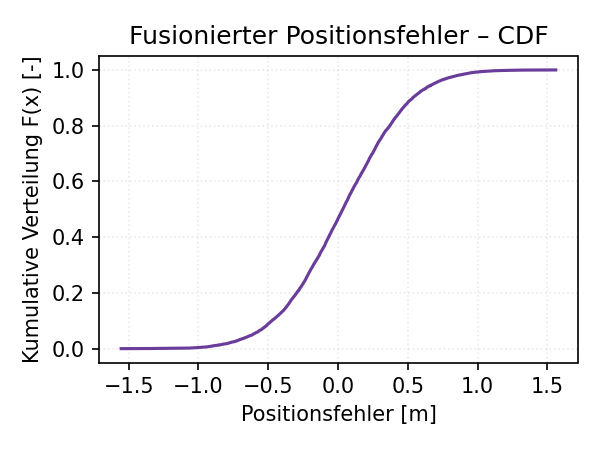 Fusionierter Positionsfehler – CDF
Kumulative Verteilung F(x) [-]
1.0
0.8
0.6
0.4
0.2
0.0
−1.5 −1.0 −0.5 0.0 0.5 1.0 1.5
Positionsfehler [m]